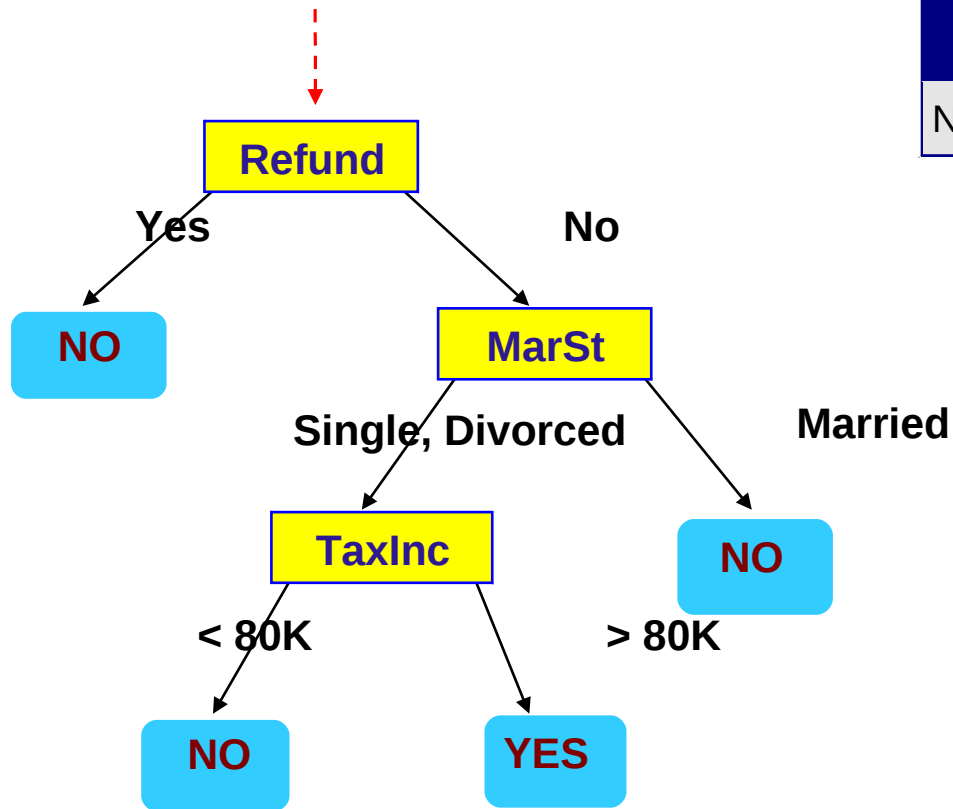 Refund
Yes
No
NO
MarSt
Single, Divorced
Married
TaxInc
NO
< 80K
> 80K
NO
YES